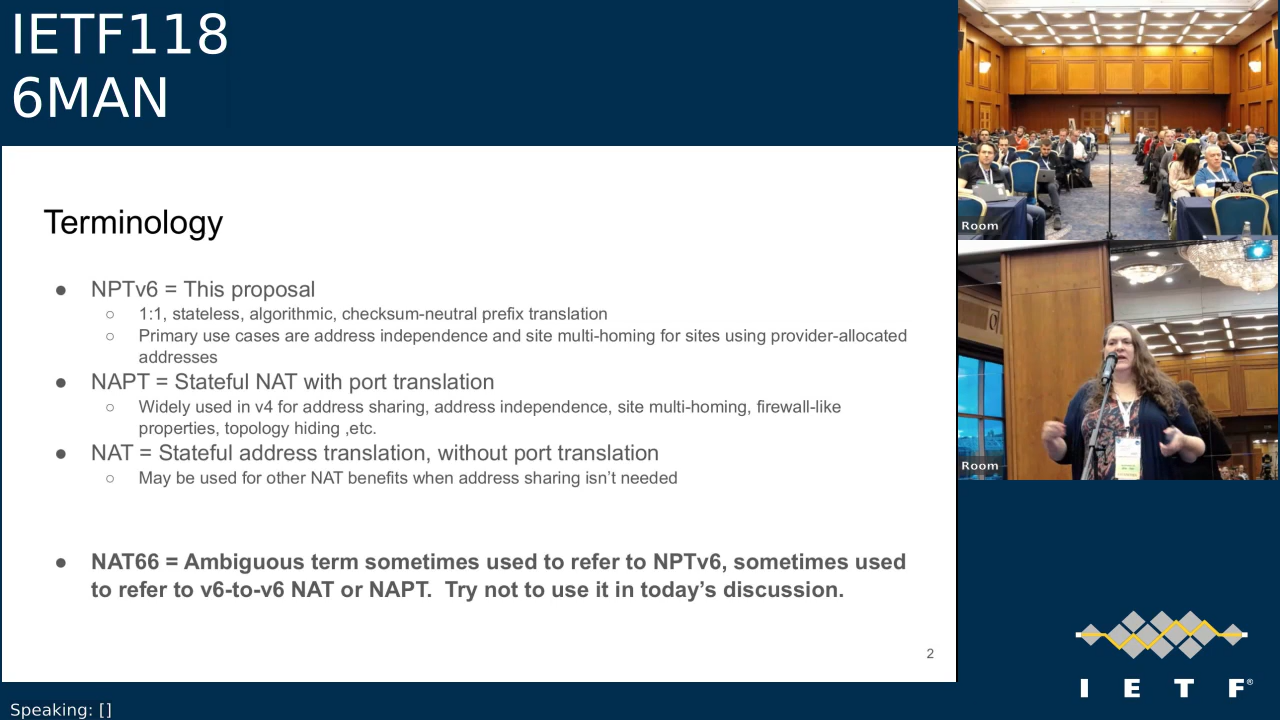 IETF118
6MAN
Terminology
● NPTv6 = This proposal
○ 1:1, stateless, algorithmic, checksum-neutral prefix translation
○ Primary use cases are address independence and site multi-homing for sites using provider-allocated
addresses
● NAPT = Stateful NAT with port translation
○ Widely used in v4 for address sharing, address independence, site multi-homing, firewall-like
properties, topology hiding ,etc.
● NAT = Stateful address translation, without port translation
○ May be used for other NAT benefits when address sharing isn’t needed
● NAT66 = Ambiguous term sometimes used to refer to NPTv6, sometimes used
to refer to v6-to-v6 NAT or NAPT.  Try not to use it in today’s discussion.
2
Room
Room
I E T F®
Speaking: []